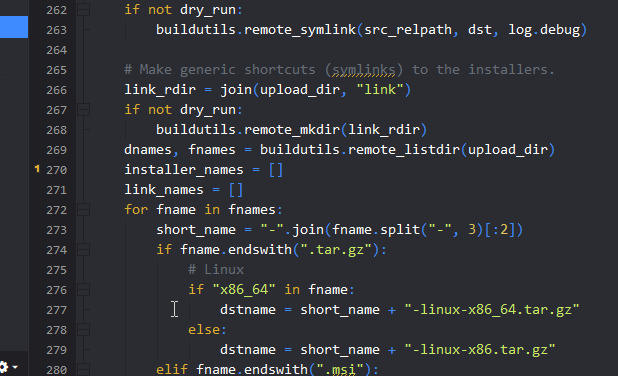 262 if not dry_run:
263 buildutils.remote_symlink(src_relpath, dst, log.debug)
264
265 # Make generic shortcuts (symlinks) to the installers.
266 link_rdir = join(upload_dir, "link")
267 if not dry_run:
268 buildutils.remote_mkdir(link_rdir)
269 dnames, fnames = buildutils.remote_listdir(upload_dir)
1 270 installer_names = []
271 link_names = []
272 for fname in fnames:
273 short_name = "-".join(fname.split("-", 3)[:2])
274 if fname.endswith(".tar.gz"):
275 # Linux
276 if "x86_64" in fname:
277 dstname = short_name + "-linux-x86_64.tar.gz"
278 else:
279 dstname = short_name + "-linux-x86.tar.gz"
280 elif fname.endswith(".msi"):